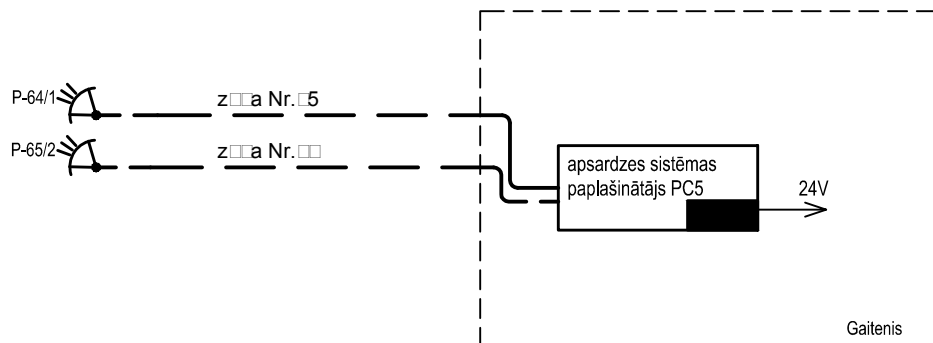 P-64/1
Nr.
P-65/2
Nr.
apsardzes sistēmas
paplašinātājs PC5
24V
Gaitenis